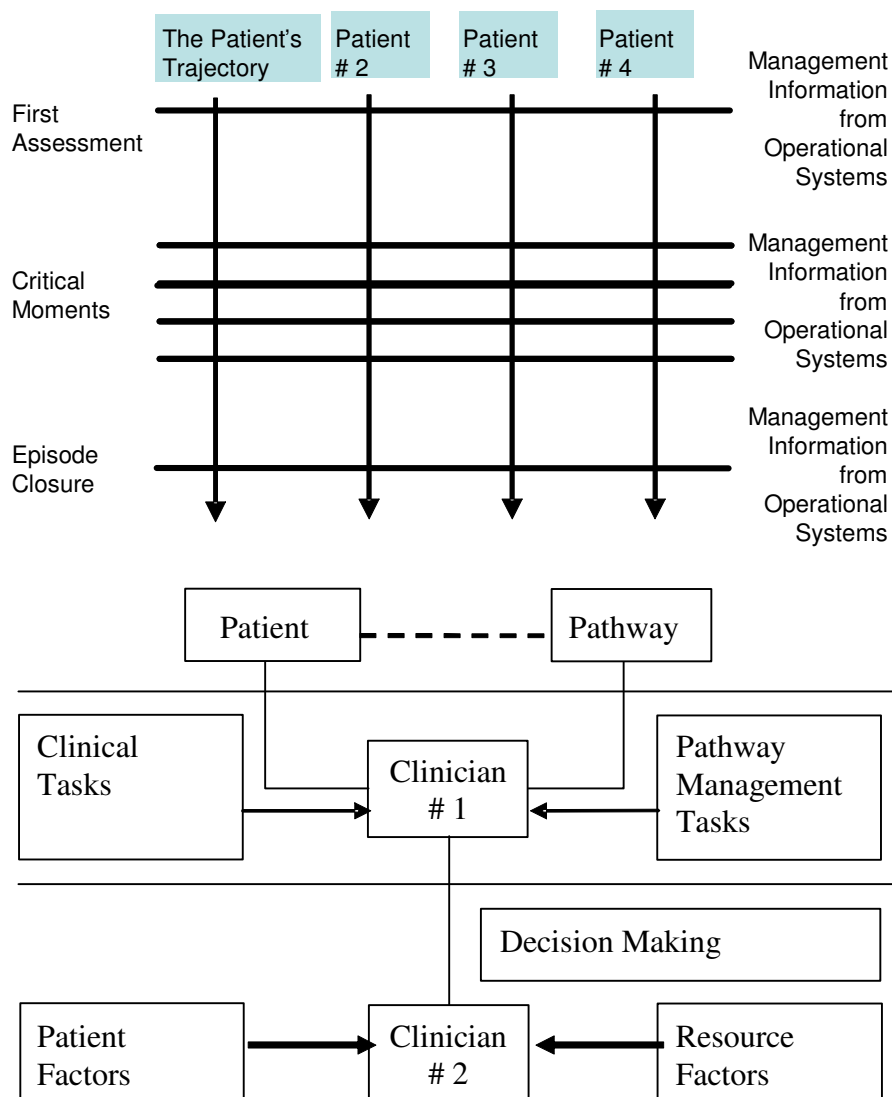 The Patient's
Trajectory
Patient
# 2
Patient
# 3
Patient
# 4
Management
Information
from
Operational
Systems
First
Assessment
Critical
Moments
Management
Information
from
Operational
Systems
Episode
Closure
Management
Information
from
Operational
Systems
Patient
Pathway
Clinical
Tasks
Clinician
# 1
Pathway
Management
Tasks
Decision Making
Patient
Factors
Clinician
# 2
Resource
Factors